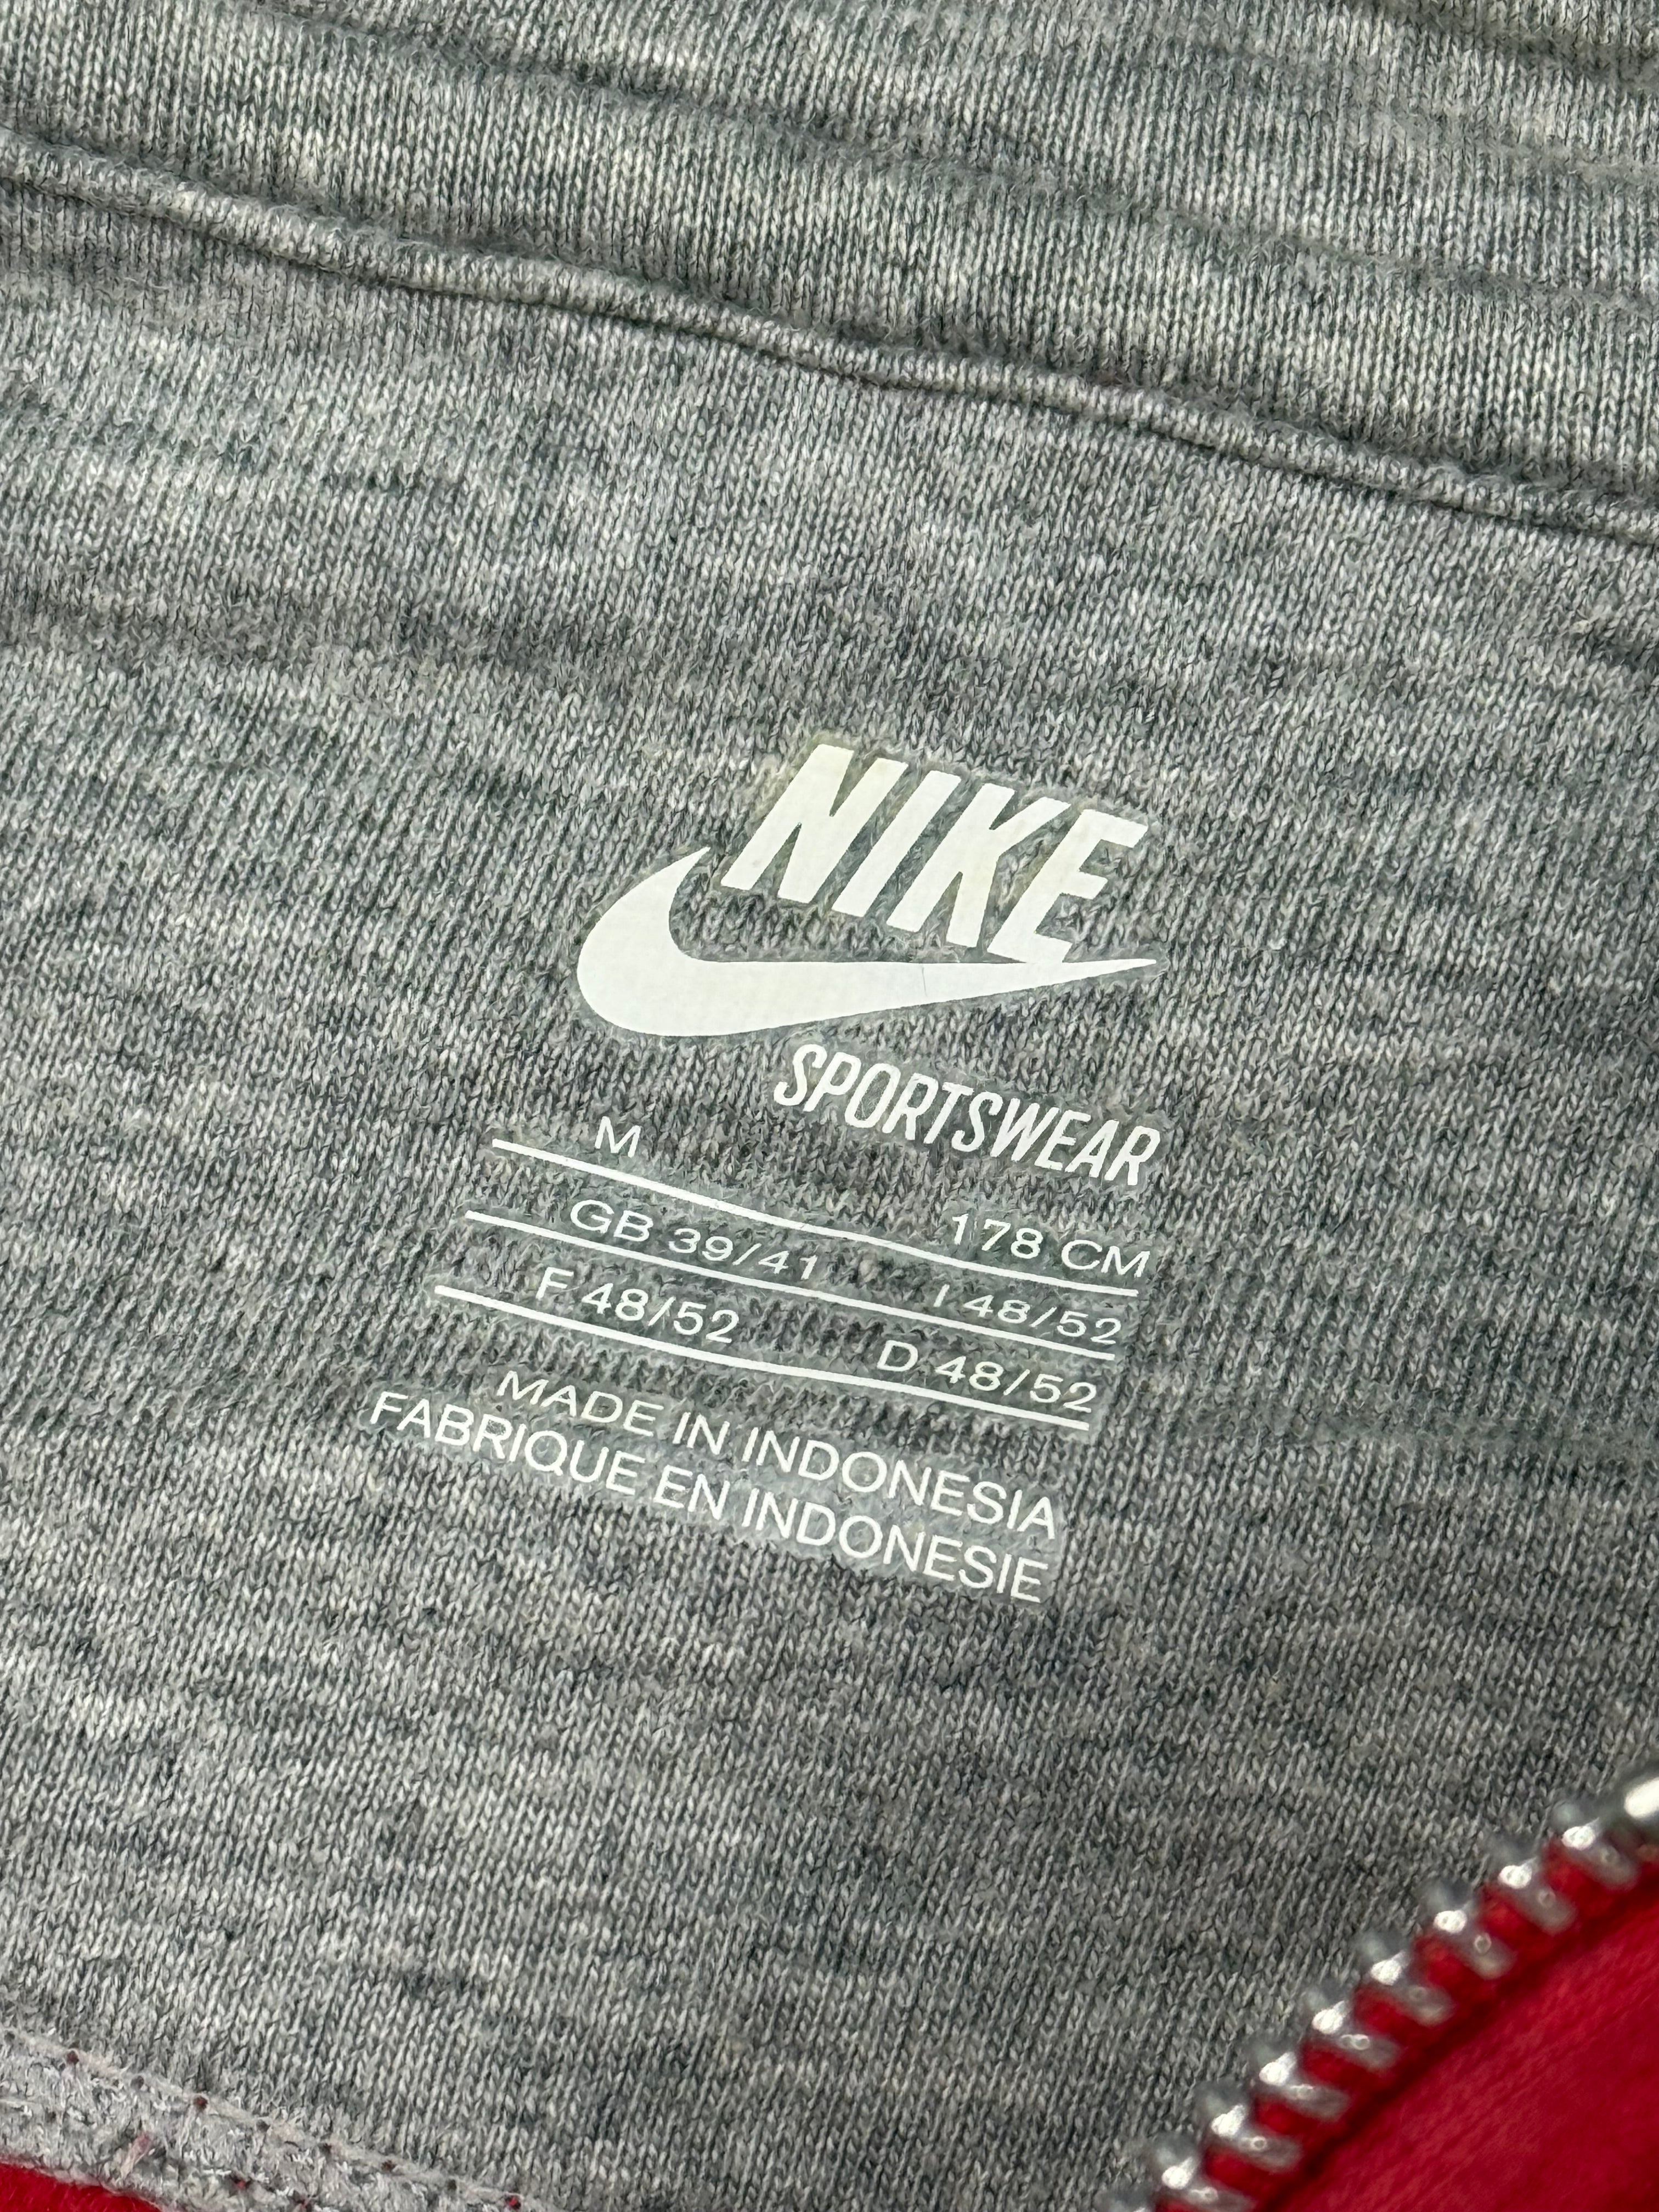 NIKE
SPORTSWEAR
M 178 CM
GB 39/41 I 48/52
F 48/52 D 48/52
MADE IN INDONESIA
FABRIQUE EN INDONESIE